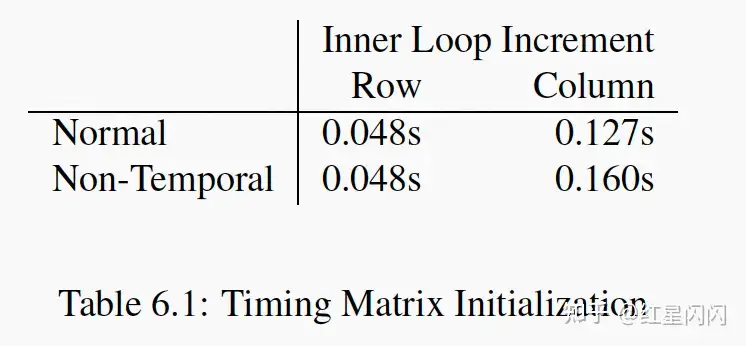 Inner Loop Increment
Row Column
Normal 0.048s 0.127s
Non-Temporal 0.048s 0.160s
Table 6.1: Timing Matrix Initialization
知乎 @红星闪闪